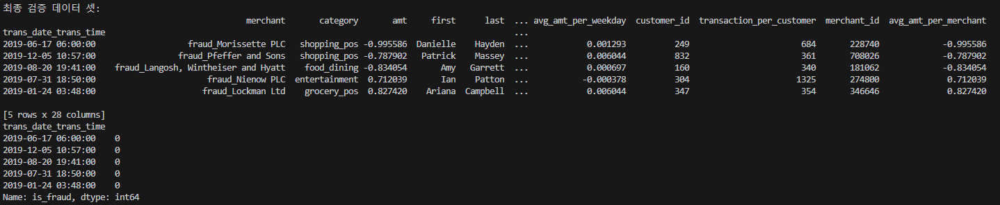 최종 검증 데이터 셋:
merchant category amt first last ... avg_amt_per_weekday customer_id transaction_per_customer merchant_id avg_amt_per_merchant
trans_date_trans_time ...
2019-06-17 06:00:00 fraud_Morissette PLC shopping_pos -0.995586 Danielle Hayden ... 0.001293 249 684 228740 -0.995586
2019-12-05 10:57:00 fraud_Pfeffer and Sons shopping_pos -0.787902 Patrick Massey ... 0.006044 832 361 708026 -0.787902
2019-08-20 19:41:00 fraud_Langosh, Wintheiser and Hyatt food_dining -0.834054 Amy Garrett ... 0.000697 160 340 181062 -0.834054
2019-07-31 18:50:00 fraud_Nienow PLC entertainment 0.712039 Ian Patton ... -0.000378 304 1325 274800 0.712039
2019-01-24 03:48:00 fraud_Lockman Ltd grocery_pos 0.827420 Ariana Campbell ... 0.006044 347 354 346646 0.827420
[5 rows x 28 columns]
trans_date_trans_time
2019-06-17 06:00:00 0
2019-12-05 10:57:00 0
2019-08-20 19:41:00 0
2019-07-31 18:50:00 0
2019-01-24 03:48:00 0
Name: is_fraud, dtype: int64